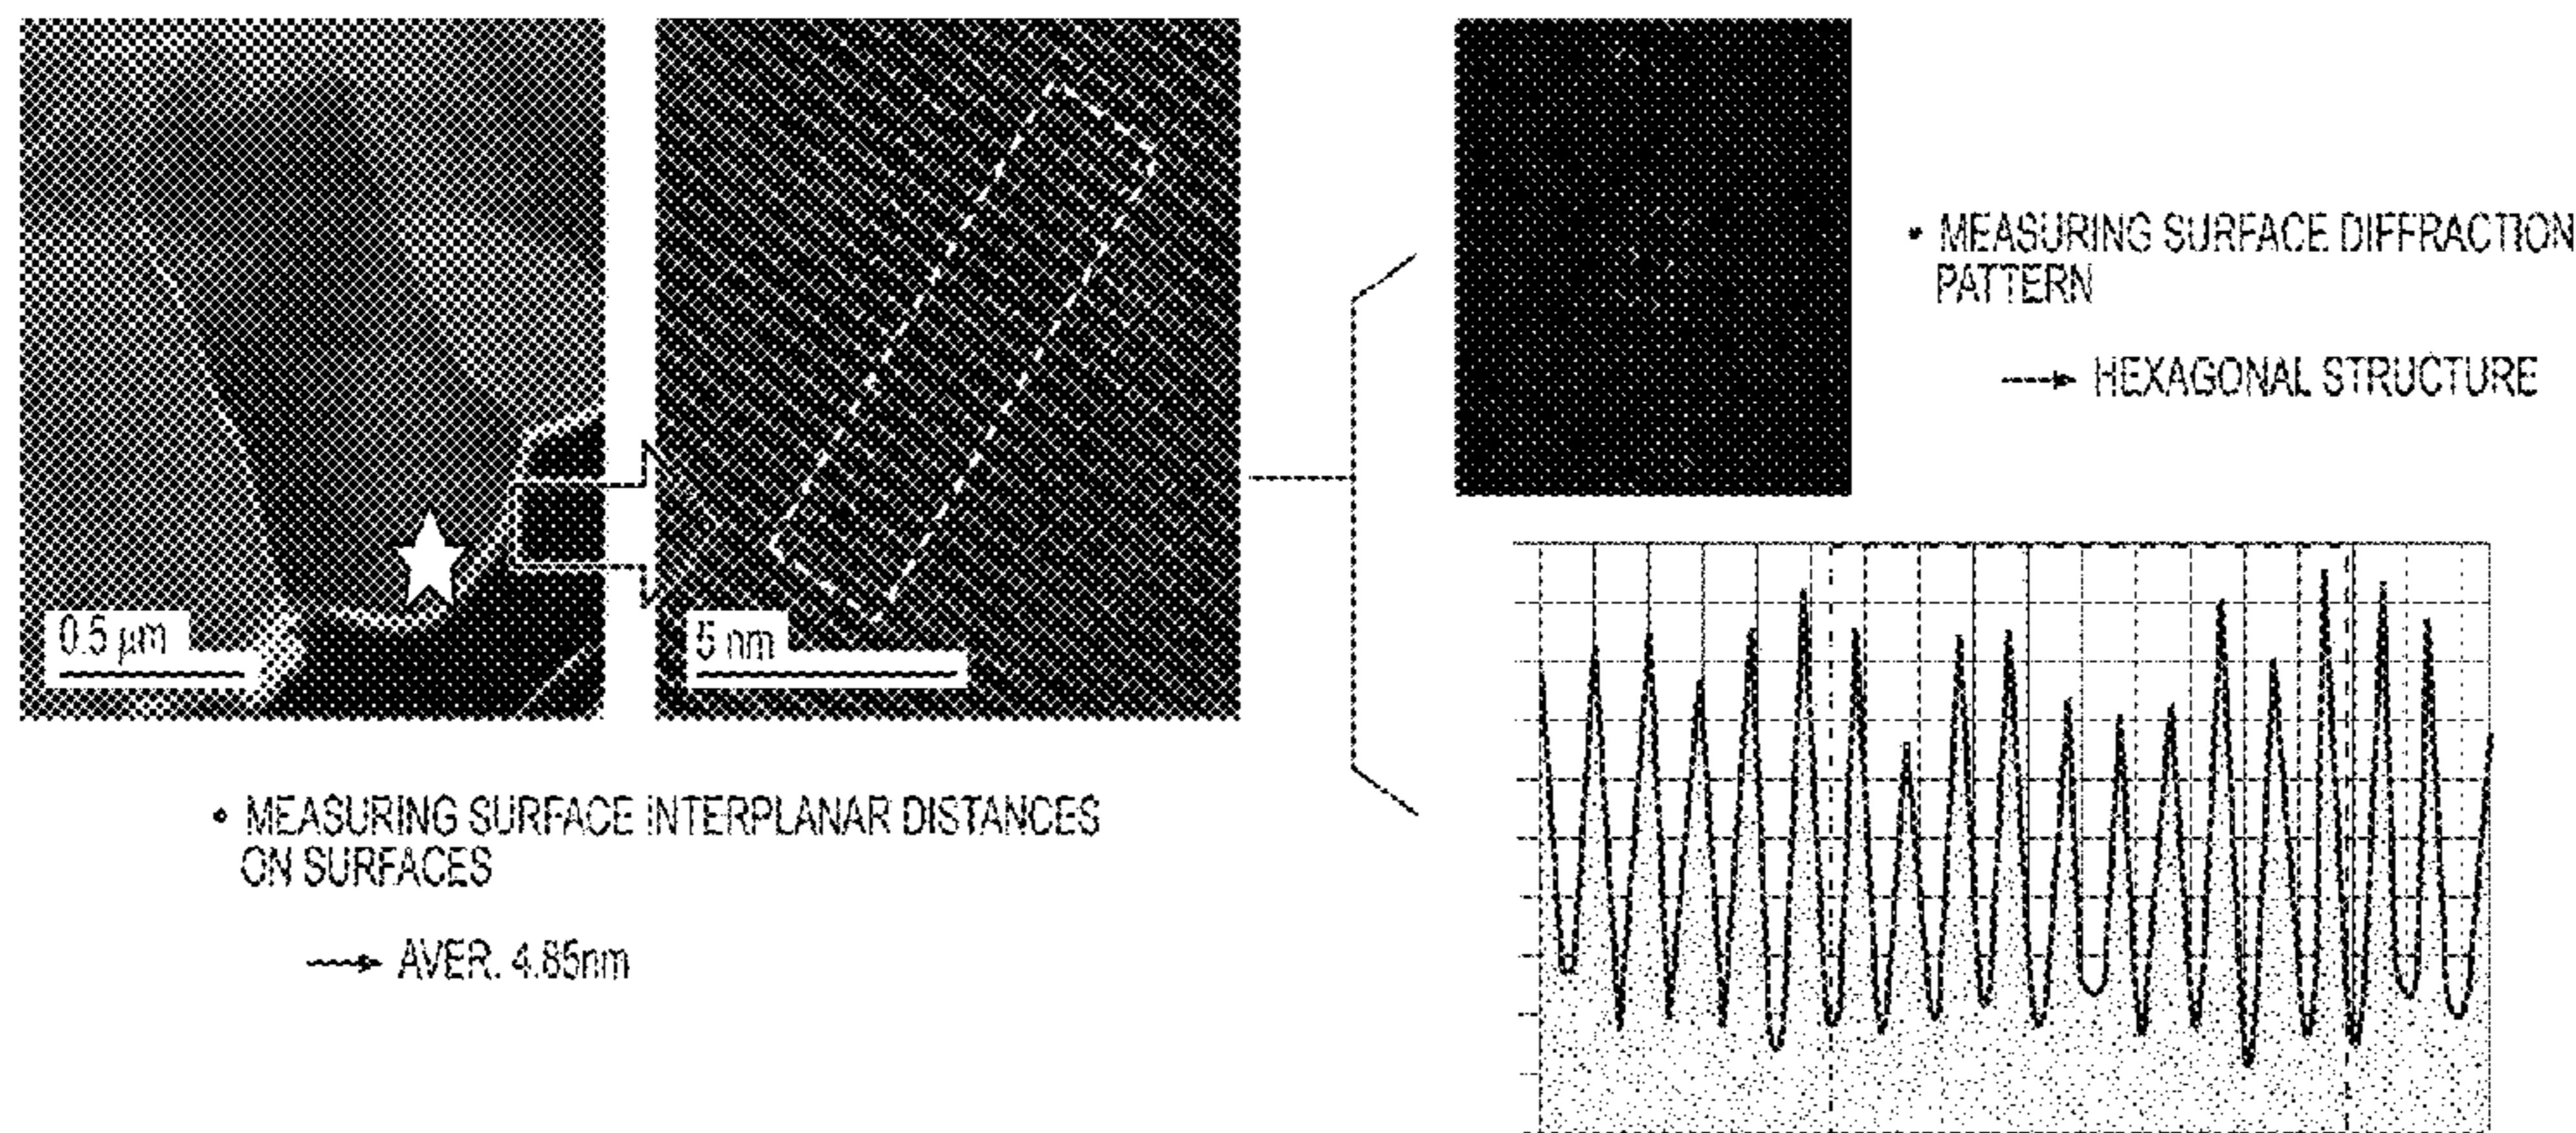 0.5 μm
5 nm
• MEASURING SURFACE INTERPLANAR DISTANCES
ON SURFACES
→ AVER. 4.85nm
• MEASURING SURFACE DIFFRACTION
PATTERN
→ HEXAGONAL STRUCTURE